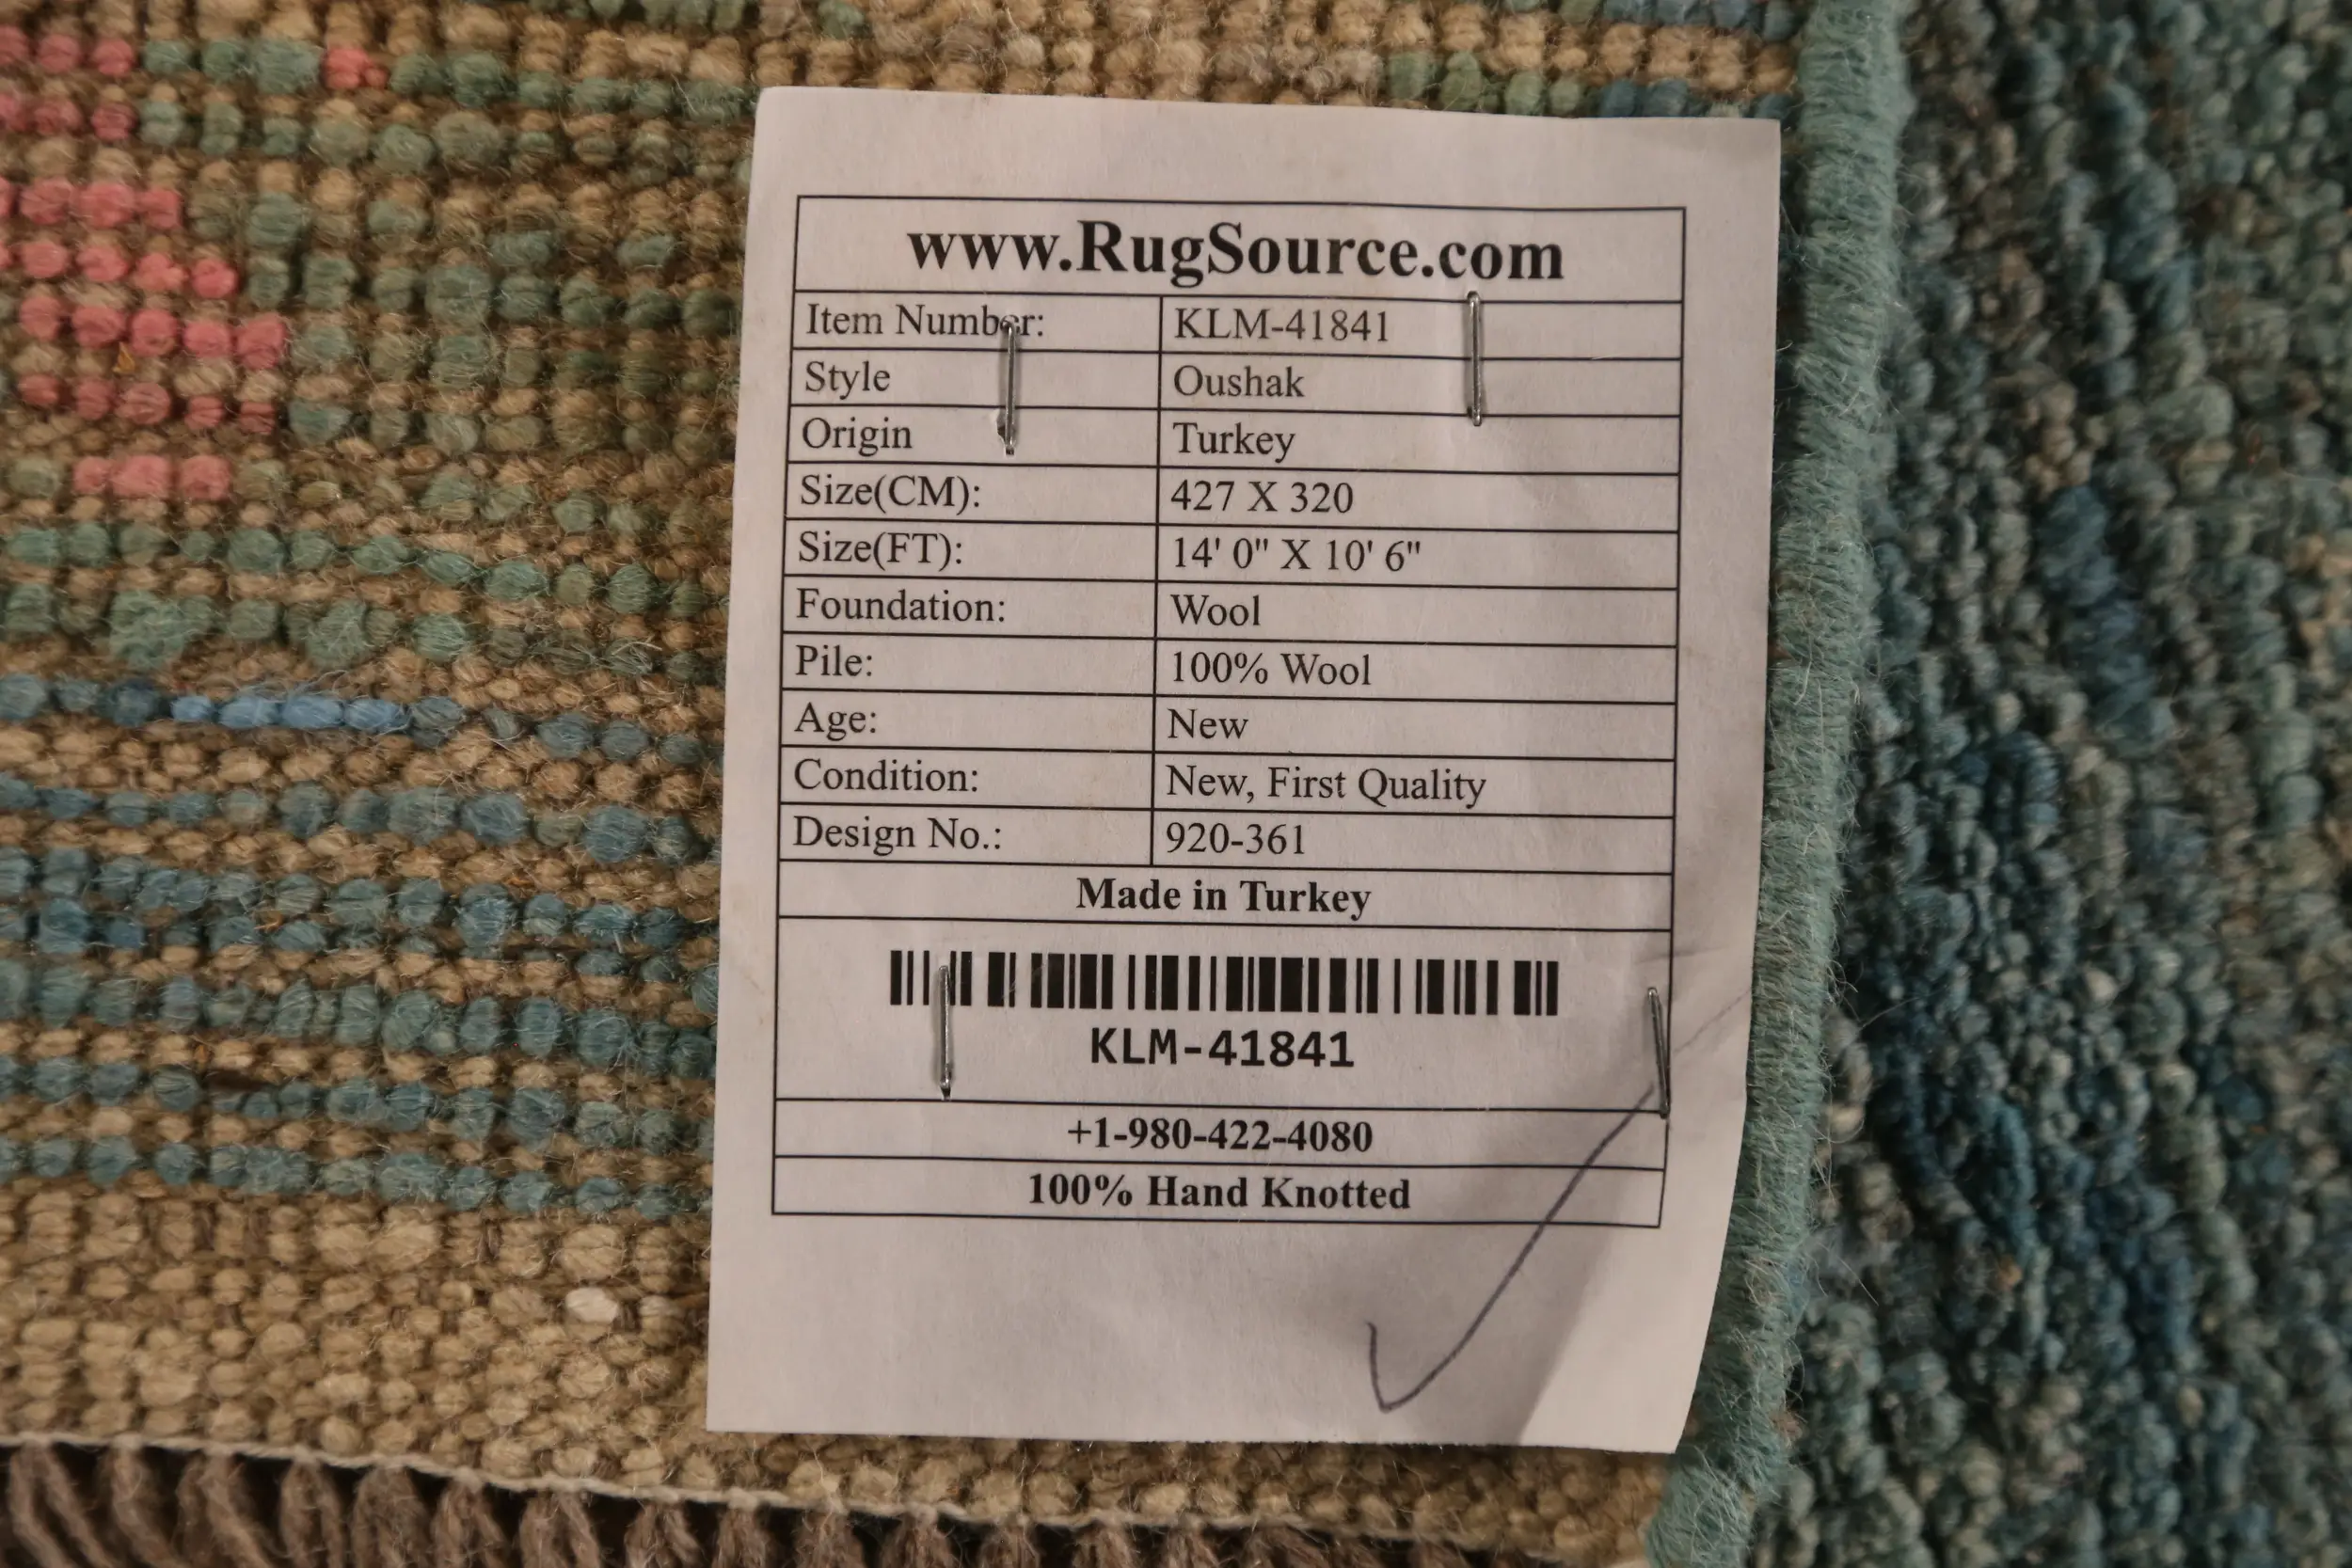 www.RugSource.com
Item Number: KLM-41841
Style Oushak
Origin Turkey
Size(CM): 427 X 320
Size(FT): 14' 0" X 10' 6"
Foundation: Wool
Pile: 100% Wool
Age: New
Condition: New, First Quality
Design No.: 920-361
Made in Turkey
KLM-41841
+1-980-422-4080
100% Hand Knotted